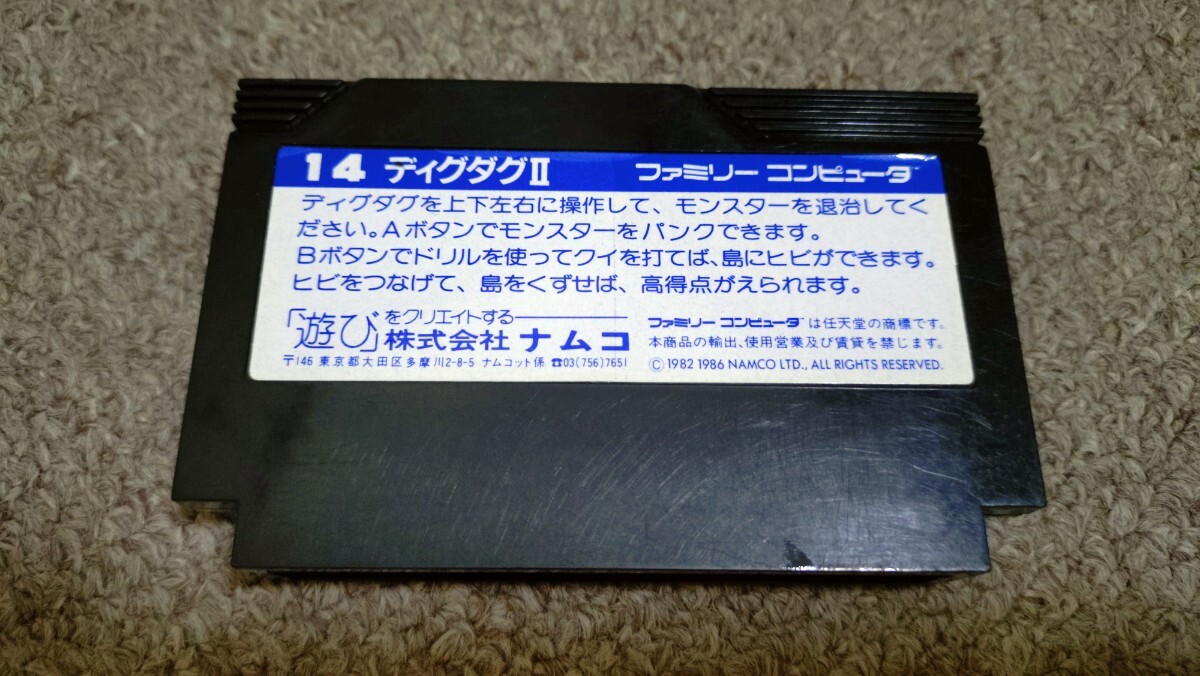 14 ディグダグⅡ ファミリー コンピュータ™
ディグダグを上下左右に操作して、モンスターを退治してく
ださい。Aボタンでモンスターをパンクできます。
Bボタンでドリルを使ってクイを打てば、島にヒビができます。
ヒビをつなげて、島をくずせば、高得点がえられます。
「遊び」をクリエイトする
株式会社 ナムコ
〒146 東京都大田区多摩川2-8-5 ナムコット係 ☎03(756)7651
ファミリー コンピュータ™は任天堂の商標です。
本商品の輸出、使用営業及び賃貸を禁じます。
© 1982 1986 NAMCO LTD., ALL RIGHTS RESERVED.